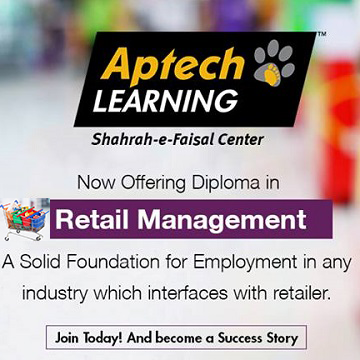 Aptech
LEARNING
™
Shahrah-e-Faisal Center
Now Offering Diploma in
Retail Management
A Solid Foundation for Employment in any
industry which interfaces with retailer.
Join Today! And become a Success Story